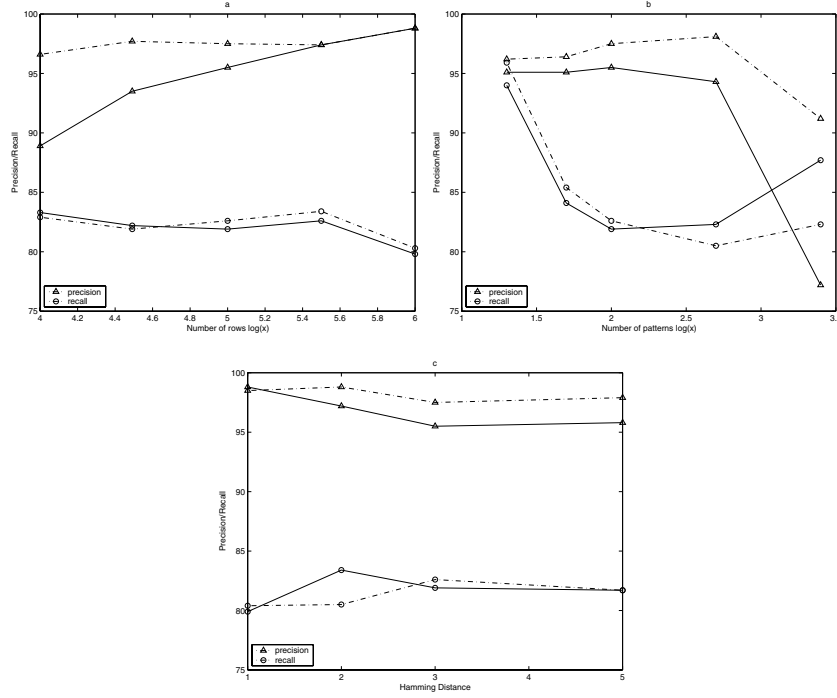 a
100
95
90
85
80
75
Precision/Recall
precision
recall
4 4.2 4.4 4.6 4.8 5 5.2 5.4 5.6 5.8 6
Number of rows log(x)
b
100
95
90
85
80
75
Precision/Recall
precision
recall
1 1.5 2 2.5 3 3.
Number of patterns log(x)
c
100
95
90
85
80
75
Precision/Recall
precision
recall
1 2 3 4 5
Hamming Distance